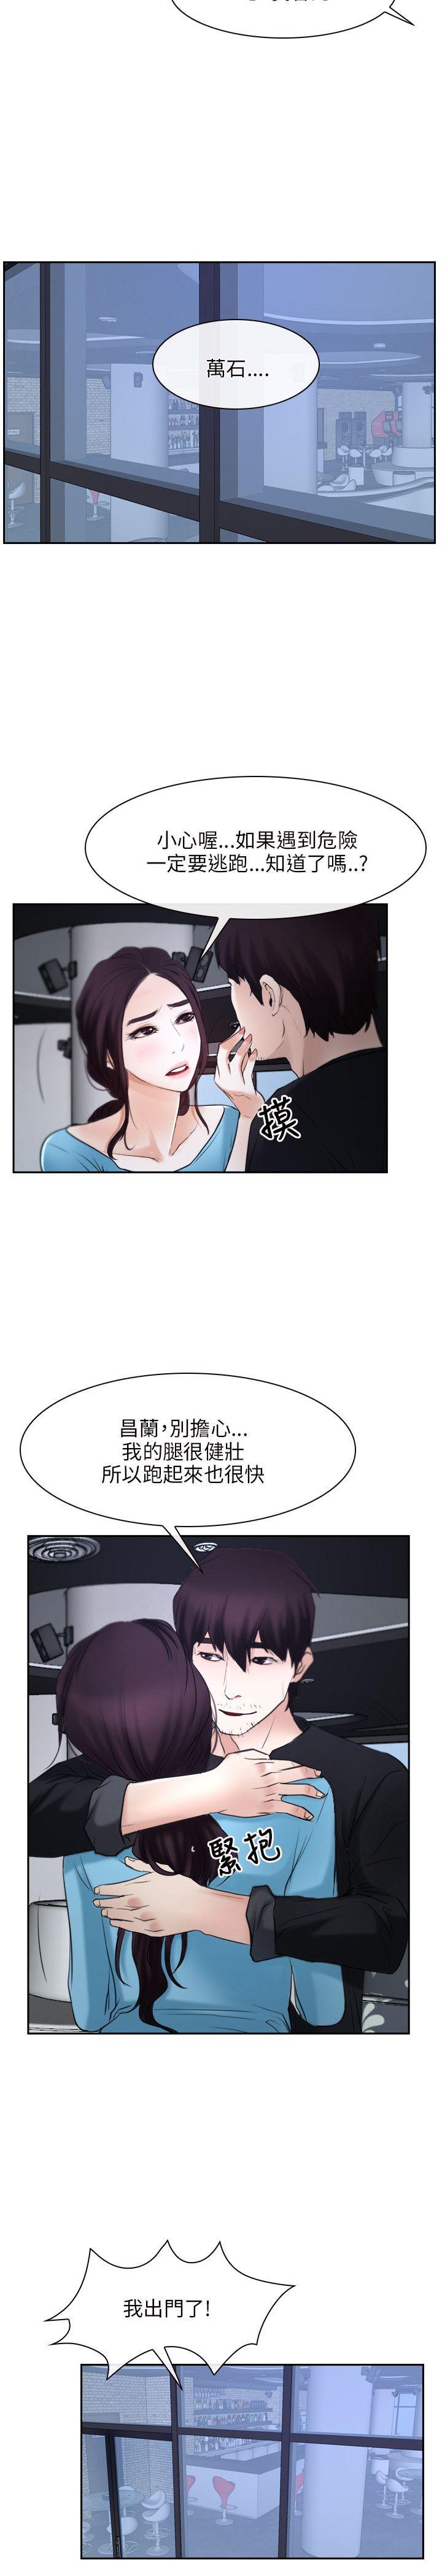 萬石....
小心喔...如果遇到危險
一定要逃跑...知道了嗎..?
摸
昌蘭,別擔心...
我的腿很健壯
所以跑起來也很快
緊抱
我出門了!